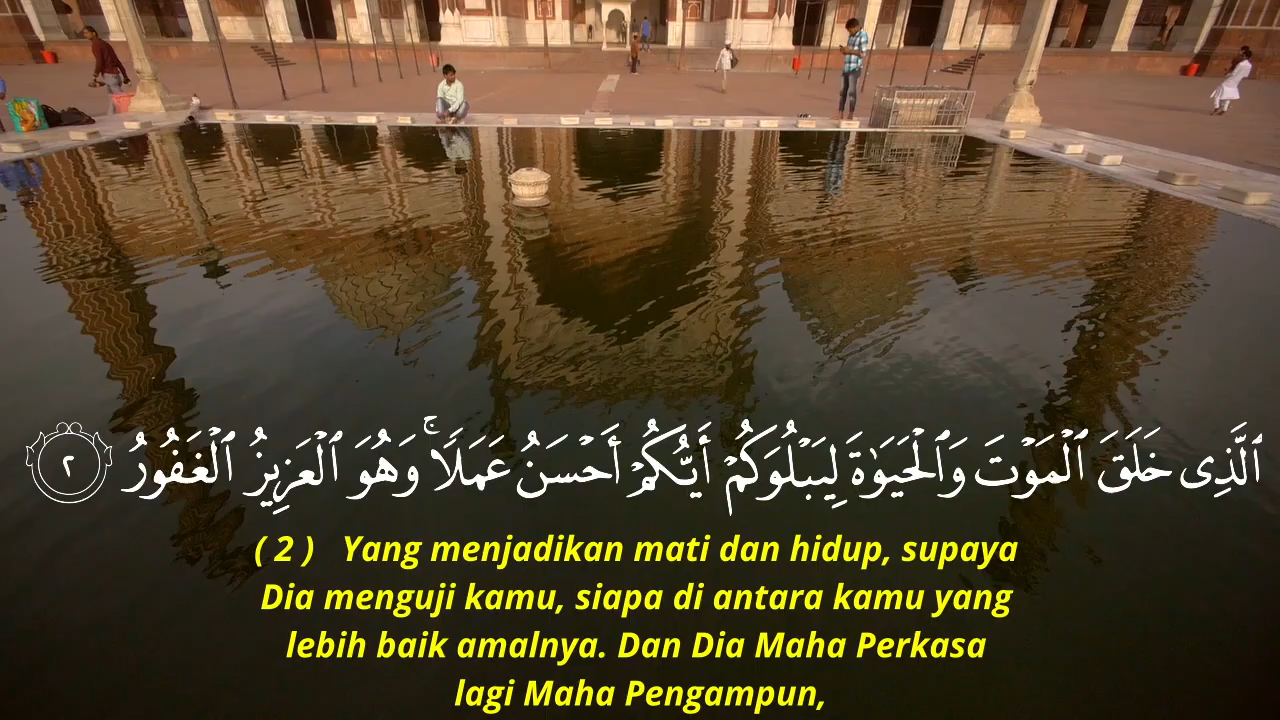 ٱلَّذِى خَلَقَ ٱلْمَوْتَ وَٱلْحَيَوٰةَ لِيَبْلُوَكُمْ أَيُّكُمْ أَحْسَنُ عَمَلًا ۚ وَهُوَ ٱلْعَزِيزُ ٱلْغَفُورُ ٢
( 2 ) Yang menjadikan mati dan hidup, supaya
Dia menguji kamu, siapa di antara kamu yang
lebih baik amalnya. Dan Dia Maha Perkasa
lagi Maha Pengampun,